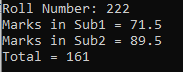 Roll Number: 222
Marks in Sub1 = 71.5
Marks in Sub2 = 89.5
Total = 161